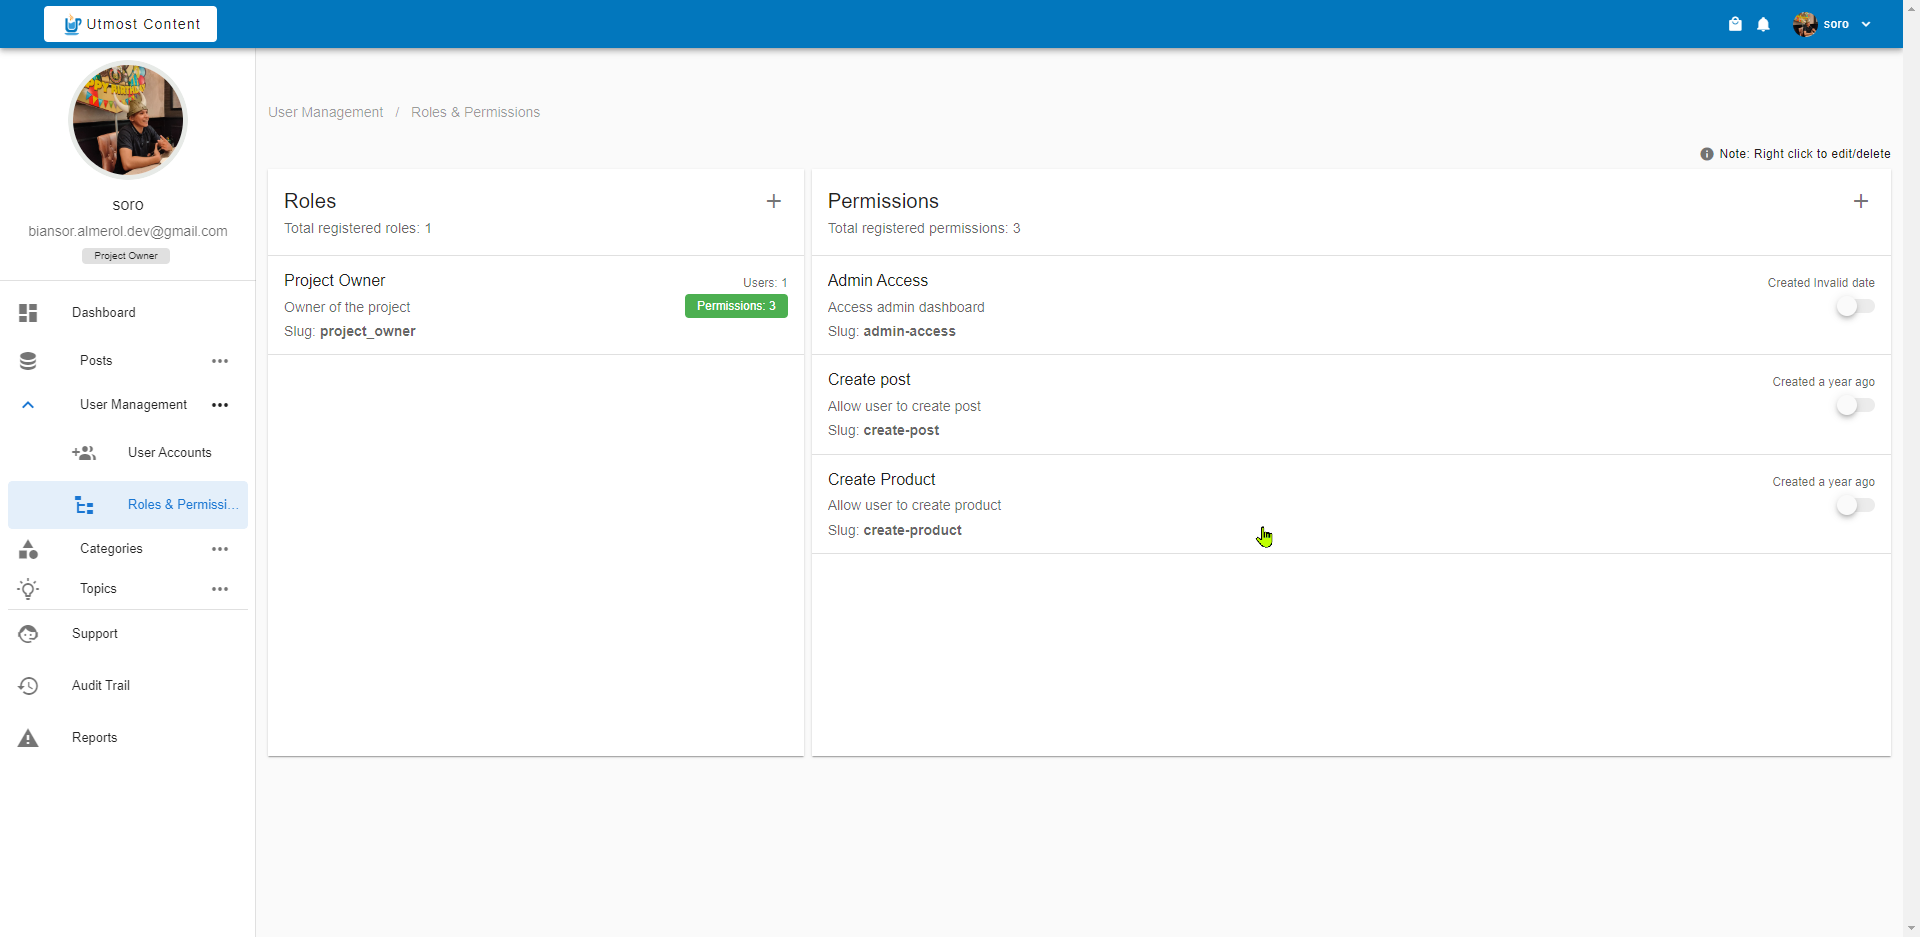 Utmost Content
soro
soro
biansor.almerol.dev@gmail.com
Project Owner
Dashboard
Posts
User Management
User Accounts
Roles & Permissi...
Categories
Topics
Support
Audit Trail
Reports
User Management / Roles & Permissions
Note: Right click to edit/delete
Roles
Total registered roles: 1
Project Owner
Users: 1
Owner of the project
Permissions: 3
Slug: project_owner
Permissions
Total registered permissions: 3
Admin Access
Created Invalid date
Access admin dashboard
Slug: admin-access
Create post
Created a year ago
Allow user to create post
Slug: create-post
Create Product
Created a year ago
Allow user to create product
Slug: create-product